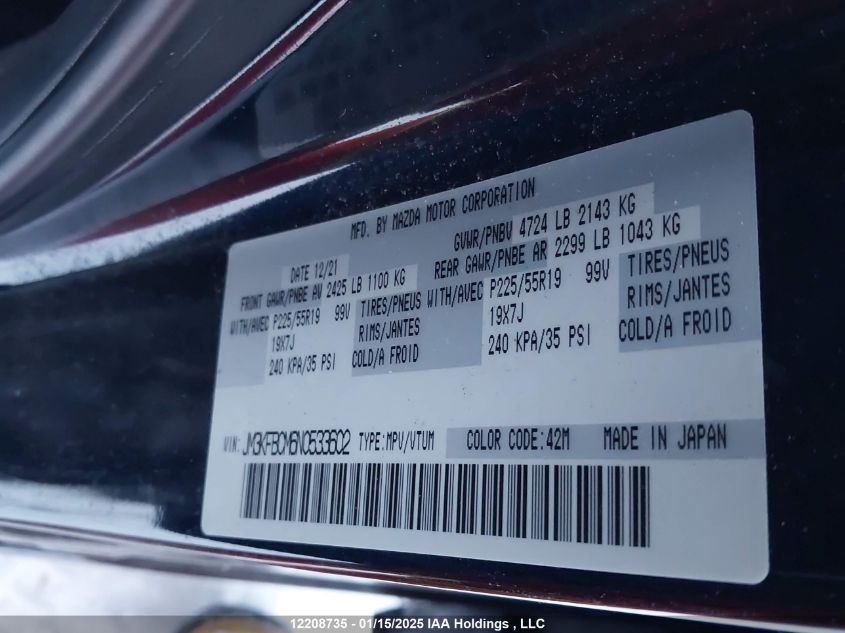 MFD. BY MAZDA MOTOR CORPORATION
DATE 12/21 GVWR/PNBV 4724 LB 2143 KG
FRONT GAWR/PNBE AV 2425 LB 1100 KG REAR GAWR/PNBE AR 2299 LB 1043 KG
WITH/AVEC P225/55R19 99V TIRES/PNEUS WITH/AVEC P225/55R19 99V TIRES/PNEUS
19X7J RIMS/JANTES 19X7J RIMS/JANTES
240 KPA/35 PSI COLD/A FROID 240 KPA/35 PSI COLD/A FROID
VIN: JM3KFBCM6N0533602 TYPE:MPV/VTUM COLOR CODE:42M MADE IN JAPAN
12208735 - 01/15/2025 IAA Holdings , LLC